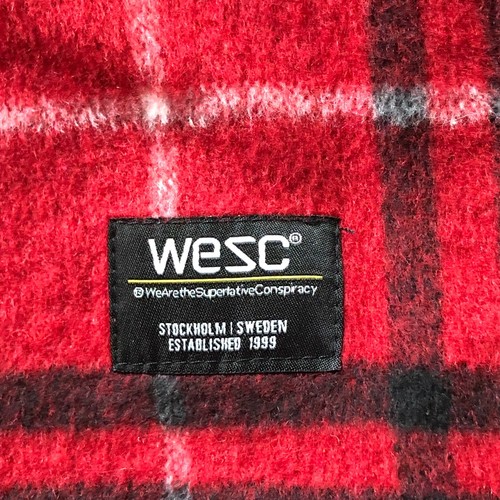 wesc®
®WeAretheSuperlativeConspiracy
STOCKHOLM | SWEDEN
ESTABLISHED 1999